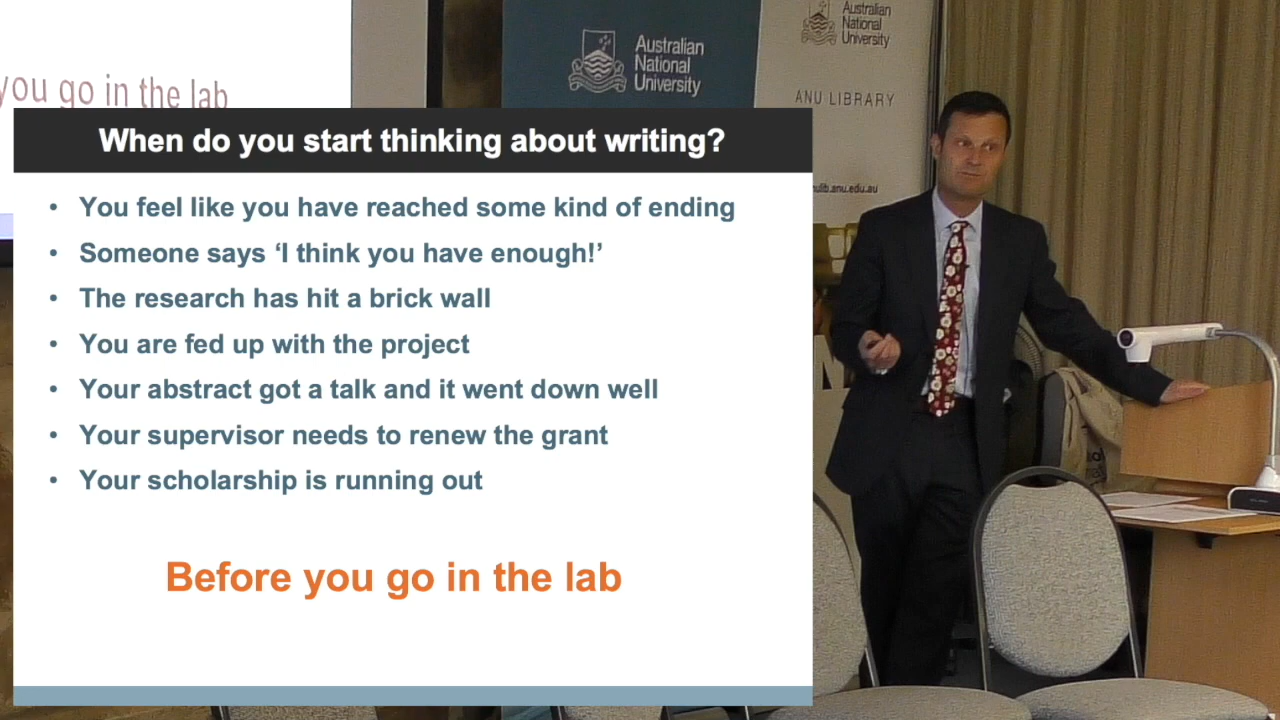 you go in the lab
Australian
National
University
Australian
National
University
ANU LIBRARY
anulib.anu.edu.au
When do you start thinking about writing?
• You feel like you have reached some kind of ending
• Someone says ‘I think you have enough!’
• The research has hit a brick wall
• You are fed up with the project
• Your abstract got a talk and it went down well
• Your supervisor needs to renew the grant
• Your scholarship is running out
Before you go in the lab